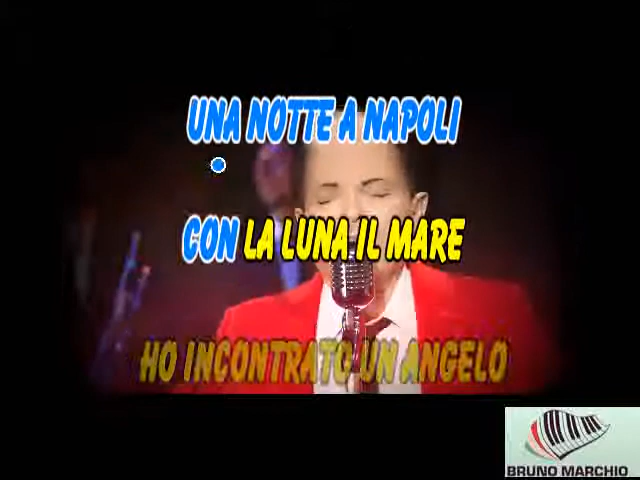 UNA NOTTE A NAPOLI
CON LA LUNA IL MARE
HO INCONTRATO UN ANGELO
BRUNO MARCHIO